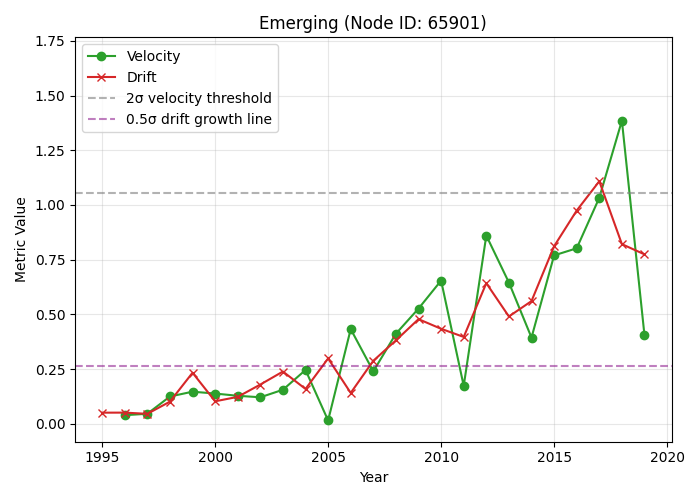 Emerging (Node ID: 65901)
Velocity
Drift
2σ velocity threshold
0.5σ drift growth line
Metric Value
1.75
1.50
1.25
1.00
0.75
0.50
0.25
0.00
1995 2000 2005 2010 2015 2020
Year